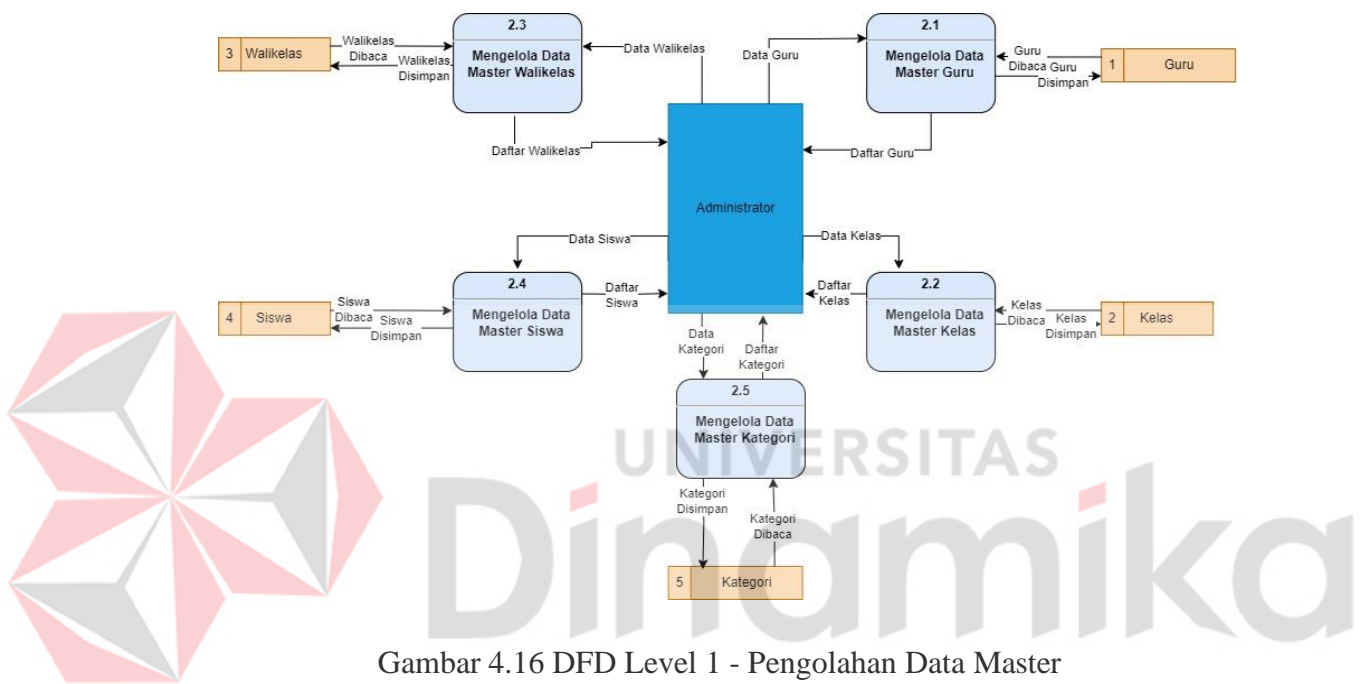 2.3
Mengelola Data
Master Walikelas
3 Walikelas
Walikelas
Dibaca
Walikelas
Disimpan
Data Walikelas
Daftar Walikelas
2.1
Mengelola Data
Master Guru
Data Guru
Guru
Dibaca
Guru
Disimpan
1 Guru
Daftar Guru
Administrator
Data Siswa
2.4
Mengelola Data
Master Siswa
4 Siswa
Siswa
Dibaca
Siswa
Disimpan
Daftar
Siswa
Data Kelas
2.2
Mengelola Data
Master Kelas
Daftar
Kelas
Kelas
Dibaca
Kelas
Disimpan
2 Kelas
Data
Kategori
Daftar
Kategori
2.5
Mengelola Data
Master Kategori
Kategori
Disimpan
Kategori
Dibaca
5 Kategori
UNIVERSITAS
Dinamika
Gambar 4.16 DFD Level 1 - Pengolahan Data Master